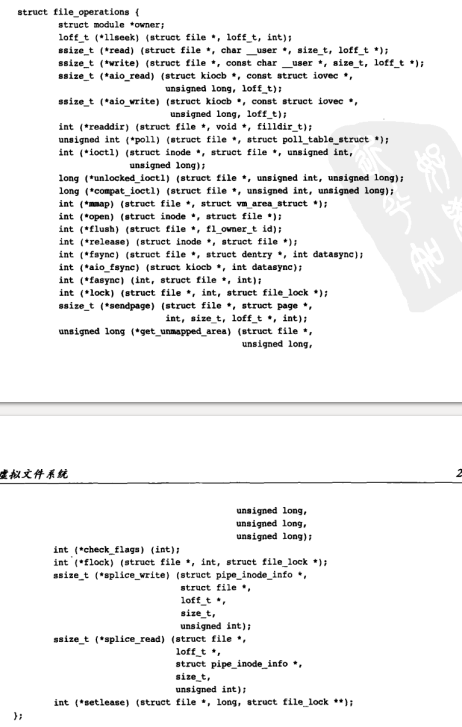 struct file_operations {
struct module *owner;
loff_t (*llseek) (struct file *, loff_t, int);
ssize_t (*read) (struct file *, char __user *, size_t, loff_t *);
ssize_t (*write) (struct file *, const char __user *, size_t, loff_t *);
ssize_t (*aio_read) (struct kiocb *, const struct iovec *,
unsigned long, loff_t);
ssize_t (*aio_write) (struct kiocb *, const struct iovec *,
unsigned long, loff_t);
int (*readdir) (struct file *, void *, filldir_t);
unsigned int (*poll) (struct file *, struct poll_table_struct *);
int (*ioctl) (struct inode *, struct file *, unsigned int,
unsigned long);
long (*unlocked_ioctl) (struct file *, unsigned int, unsigned long);
long (*compat_ioctl) (struct file *, unsigned int, unsigned long);
int (*mmap) (struct file *, struct vm_area_struct *);
int (*open) (struct inode *, struct file *);
int (*flush) (struct file *, fl_owner_t id);
int (*release) (struct inode *, struct file *);
int (*fsync) (struct file *, struct dentry *, int datasync);
int (*aio_fsync) (struct kiocb *, int datasync);
int (*fasync) (int, struct file *, int);
int (*lock) (struct file *, int, struct file_lock *);
ssize_t (*sendpage) (struct file *, struct page *,
int, size_t, loff_t *, int);
unsigned long (*get_unmapped_area) (struct file *,
unsigned long,
虚拟文件系统 2
unsigned long,
unsigned long,
unsigned long);
int (*check_flags) (int);
int (*flock) (struct file *, int, struct file_lock *);
ssize_t (*splice_write) (struct pipe_inode_info *,
struct file *,
loff_t *,
size_t,
unsigned int);
ssize_t (*splice_read) (struct file *,
loff_t *,
struct pipe_inode_info *,
size_t,
unsigned int);
int (*setlease) (struct file *, long, struct file_lock **);
};